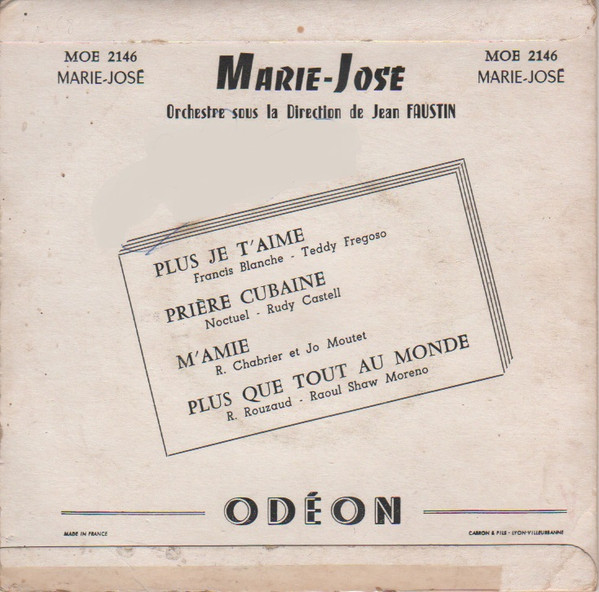 MOE 2146
MARIE-JOSÉ
MARIE-JOSÉ
MOE 2146
MARIE-JOSÉ
Orchestre sous la Direction de Jean FAUSTIN
PLUS JE T'AIME
Francis Blanche - Teddy Fregoso
PRIÈRE CUBAINE
Noctuel - Rudy Castell
M'AMIE
R. Chabrier et Jo Moutet
PLUS QUE TOUT AU MONDE
R. Rouzaud - Raoul Shaw Moreno
ODÉON
MADE IN FRANCE
CARRON & FILS - LYON-VILLEURBANNE